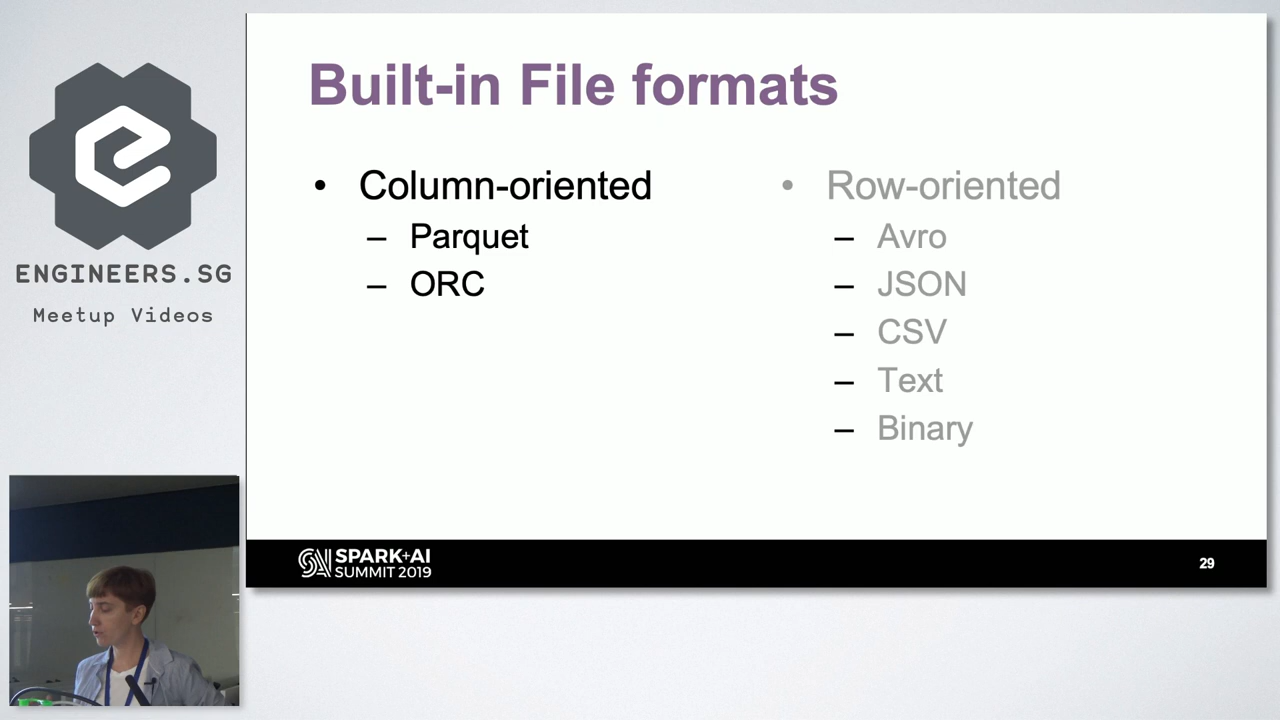 ENGINEERS.SG
Meetup Videos
Built-in File formats
• Column-oriented
– Parquet
– ORC
• Row-oriented
– Avro
– JSON
– CSV
– Text
– Binary
SPARK+AI
SUMMIT 2019
29